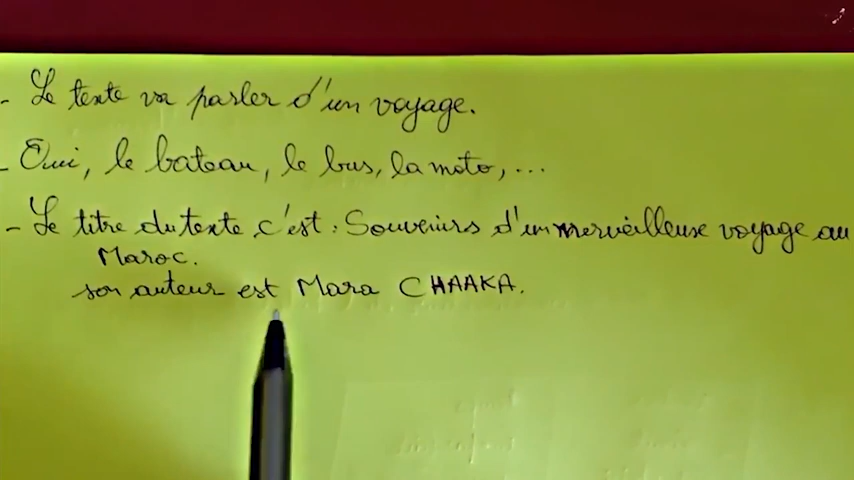 - Le texte va parler d'un voyage.
- Oui, le bateau, le bus, la moto, ...
- Le titre du texte c'est : Souvenirs d'un merveilleuse voyage au
Maroc.
son auteur est Mara CHAAKA.